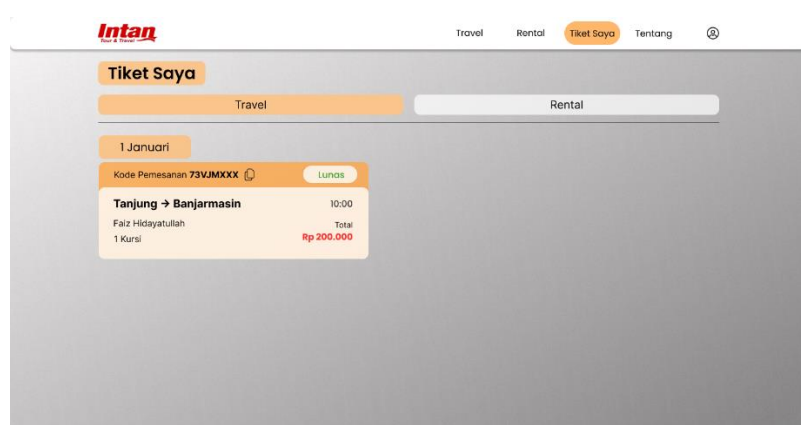 Intan
Tour & Travel
Travel Rental Tiket Saya Tentang
Tiket Saya
Travel Rental
1 Januari
Kode Pemesanan 73VJMXXX Lunas
Tanjung → Banjarmasin 10:00
Faiz Hidayatullah Total
1 Kursi Rp 200.000